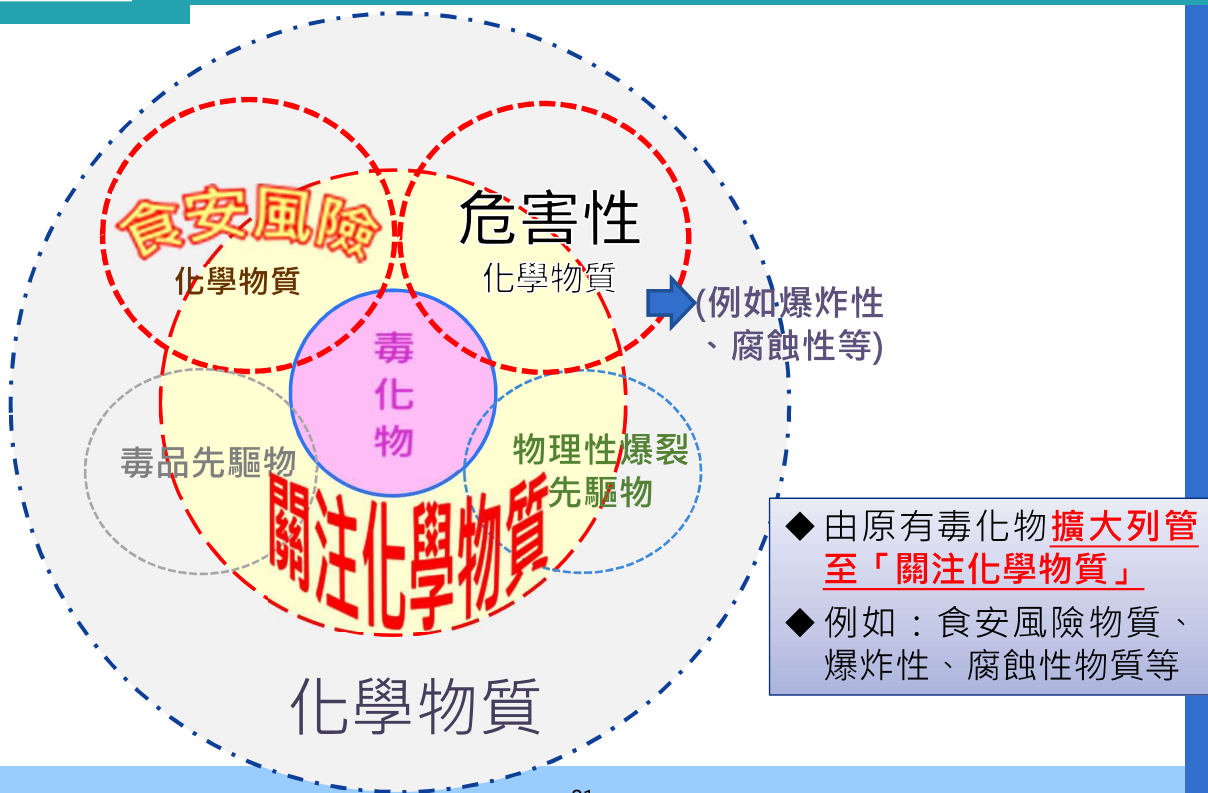 食安風險
化學物質
危害性
化學物質
(例如爆炸性
、腐蝕性等)
毒
化
物
毒品先驅物
物理性爆裂
先驅物
關注化學物質
化學物質
◆由原有毒化物擴大列管
至「關注化學物質」
◆例如：食安風險物質、
爆炸性、腐蝕性物質等